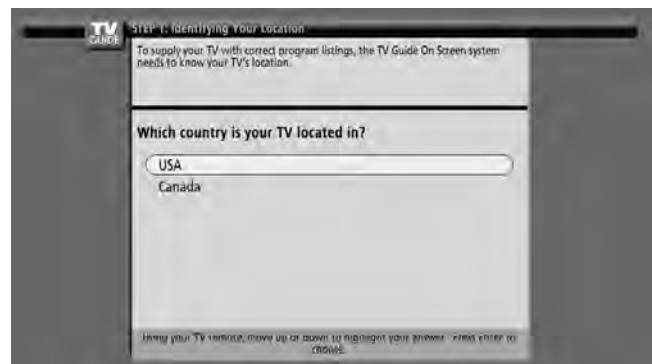 TV
GUIDE
STEP 1: Identifying Your Location
To supply your TV with correct program listings, the TV Guide On Screen system
needs to know your TV's location.
Which country is your TV located in?
USA
Canada
Using your TV remote, move up or down to highlight your answer. Press enter to
choose.